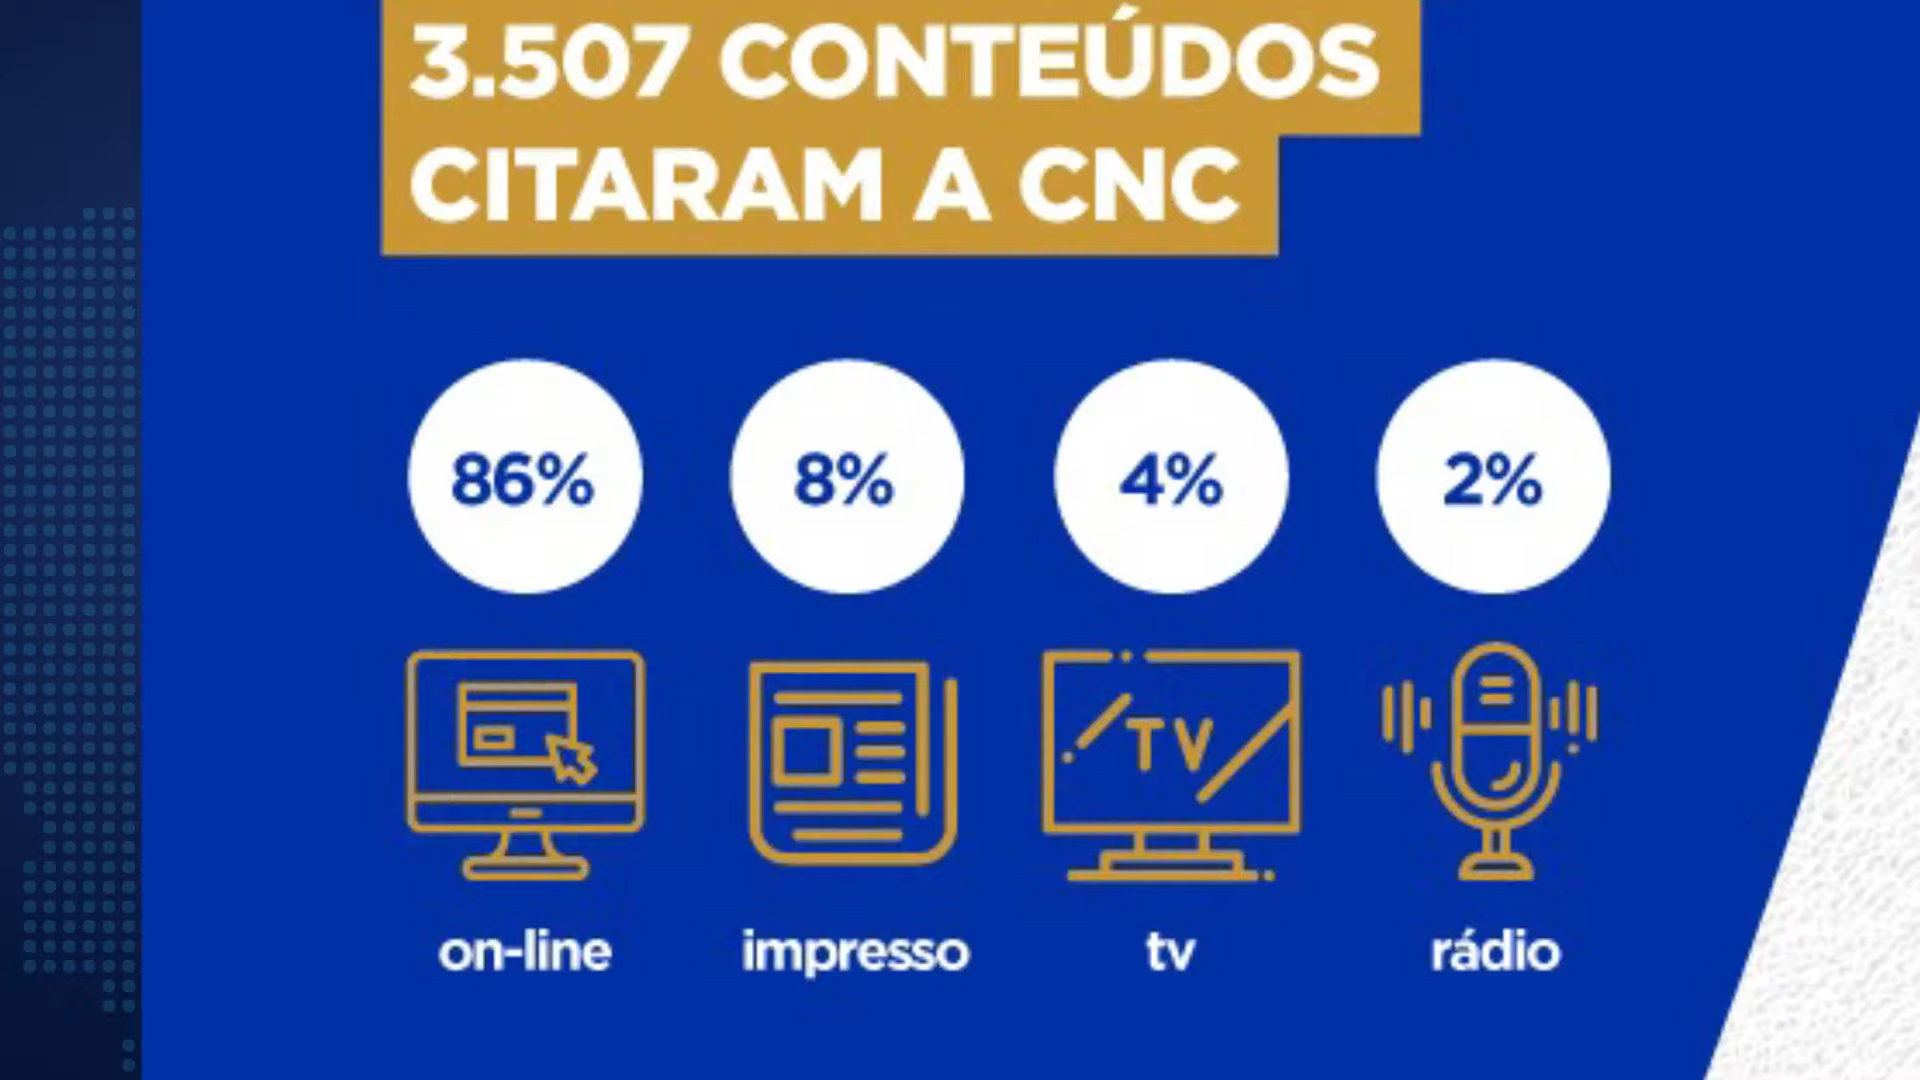 3.507 CONTEÚDOS
CITARAM A CNC
86% 8% 4% 2%
TV
on-line impresso tv rádio